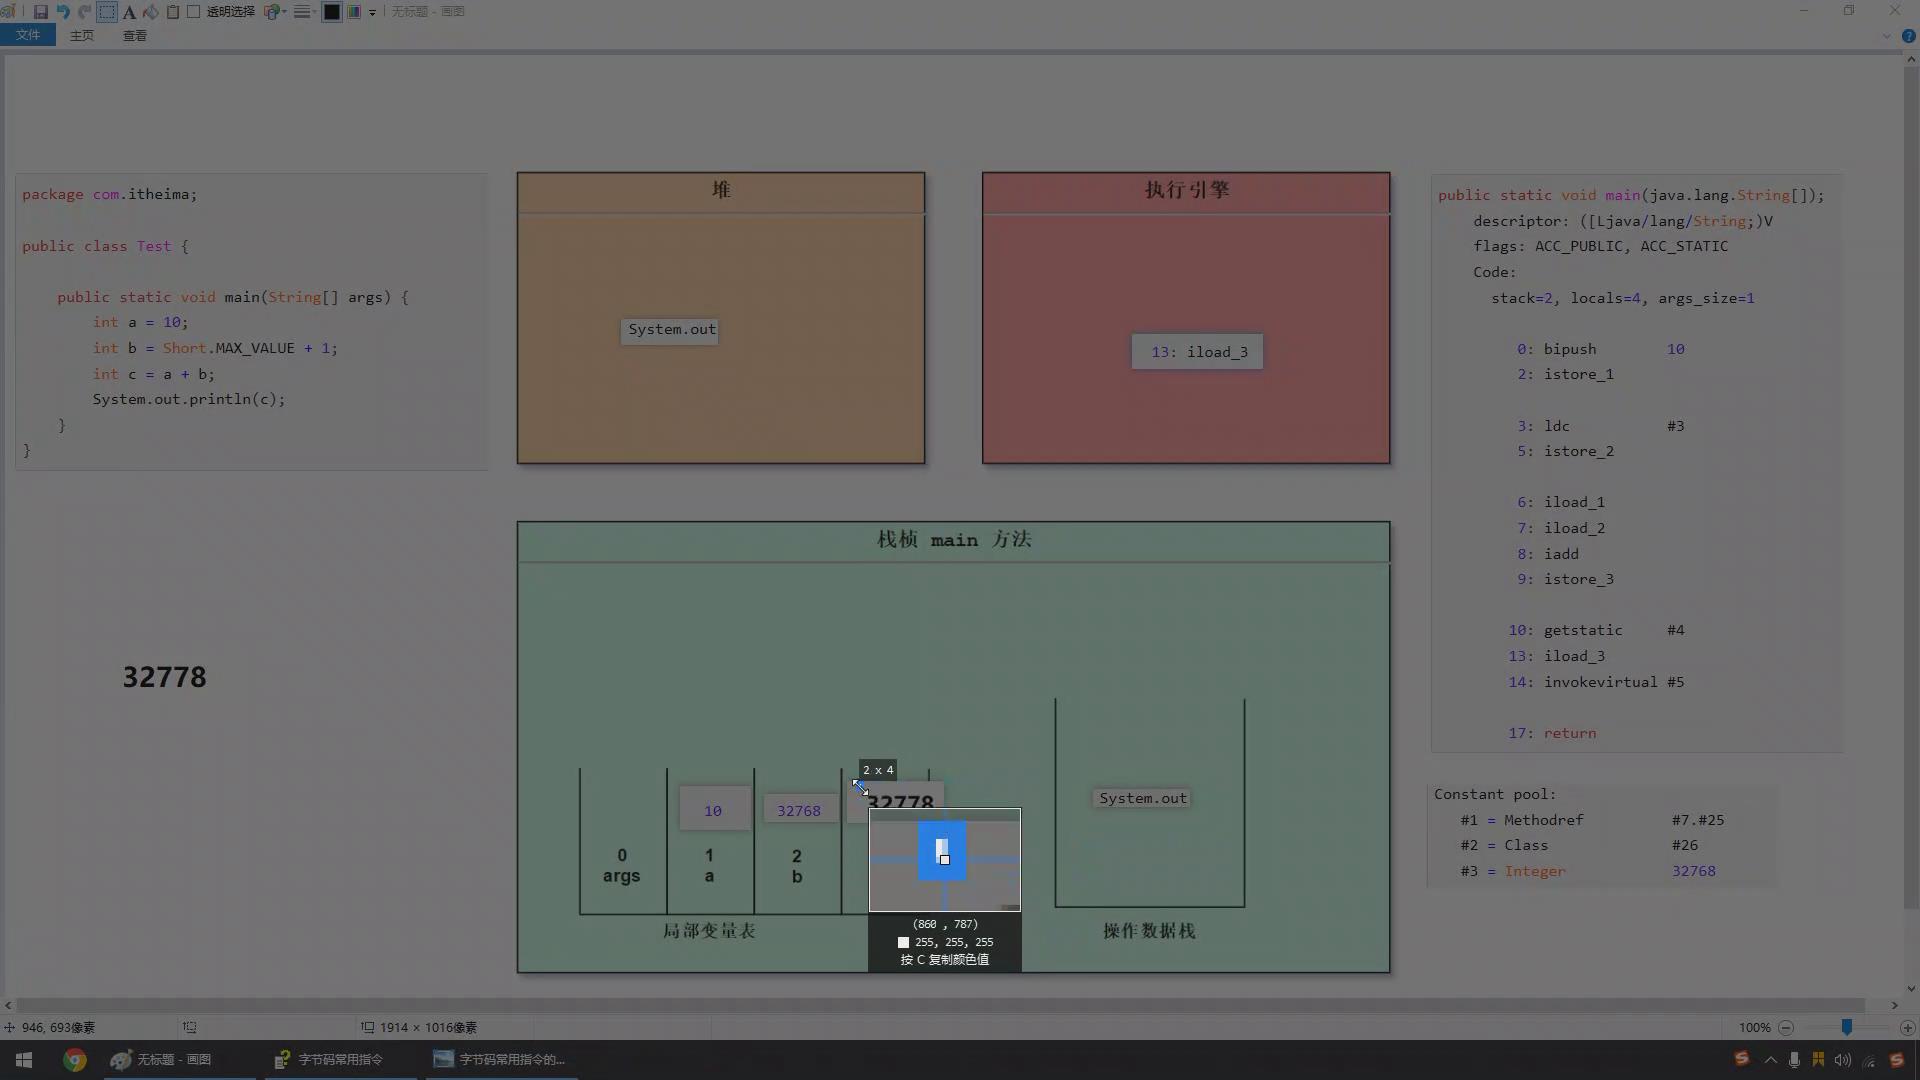 透明选择
无标题 - 画图
文件
主页
查看
package com.itheima;
public class Test {
public static void main(String[] args) {
int a = 10;
int b = Short.MAX_VALUE + 1;
int c = a + b;
System.out.println(c);
}
}
32778
堆
System.out
执行引擎
13: iload_3
栈桢 main 方法
10
32768
32778
0
args
1
a
2
b
局部变量表
System.out
操作数据栈
2 x 4
(860 , 787)
255, 255, 255
按 C 复制颜色值
public static void main(java.lang.String[]);
descriptor: ([Ljava/lang/String;)V
flags: ACC_PUBLIC, ACC_STATIC
Code:
stack=2, locals=4, args_size=1
0: bipush 10
2: istore_1
3: ldc #3
5: istore_2
6: iload_1
7: iload_2
8: iadd
9: istore_3
10: getstatic #4
13: iload_3
14: invokevirtual #5
17: return
Constant pool:
#1 = Methodref #7.#25
#2 = Class #26
#3 = Integer 32768
946, 693像素
1914 × 1016像素
100%
无标题 - 画图
字节码常用指令
字节码常用指令的...